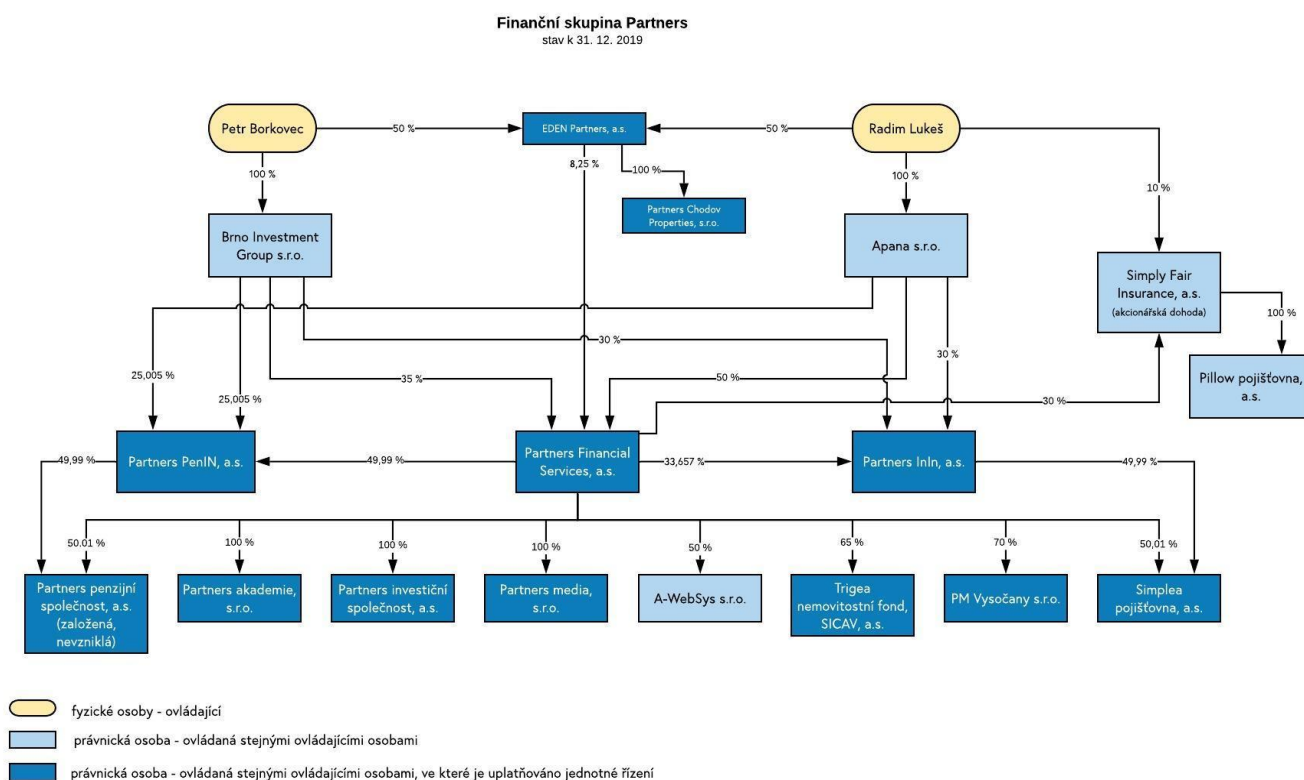 Finanční skupina Partners
stav k 31. 12. 2019
Petr Borkovec
50 %
EDEN Partners, a.s.
50 %
Radim Lukeš
100 %
8,25 %
100 %
100 %
10 %
Partners Chodov
Properties, s.r.o.
Brno Investment
Group s.r.o.
Apana s.r.o.
Simply Fair
Insurance, a.s.
(akcionářská dohoda)
100 %
30 %
30 %
Pillow pojišťovna,
a.s.
25,005 %
25,005 %
35 %
50 %
30 %
Partners PenIN, a.s.
Partners Financial
Services, a.s.
Partners InIn, a.s.
49,99 %
49,99 %
33,657 %
49,99 %
50.01 %
100 %
100 %
100 %
50 %
65 %
70 %
50,01 %
Partners penzijní
společnost, a.s.
(založená,
nevzniklá)
Partners akademie,
s.r.o.
Partners investiční
společnost, a.s.
Partners media,
s.r.o.
A-WebSys s.r.o.
Trigea
nemovitostní fond,
SICAV, a.s.
PM Vysočany s.r.o.
Simplea
pojišťovna, a.s.
fyzické osoby - ovládající
právnická osoba - ovládaná stejnými ovládajícími osobami
právnická osoba - ovládaná stejnými ovládajícími osobami, ve které je uplatňováno jednotné řízení